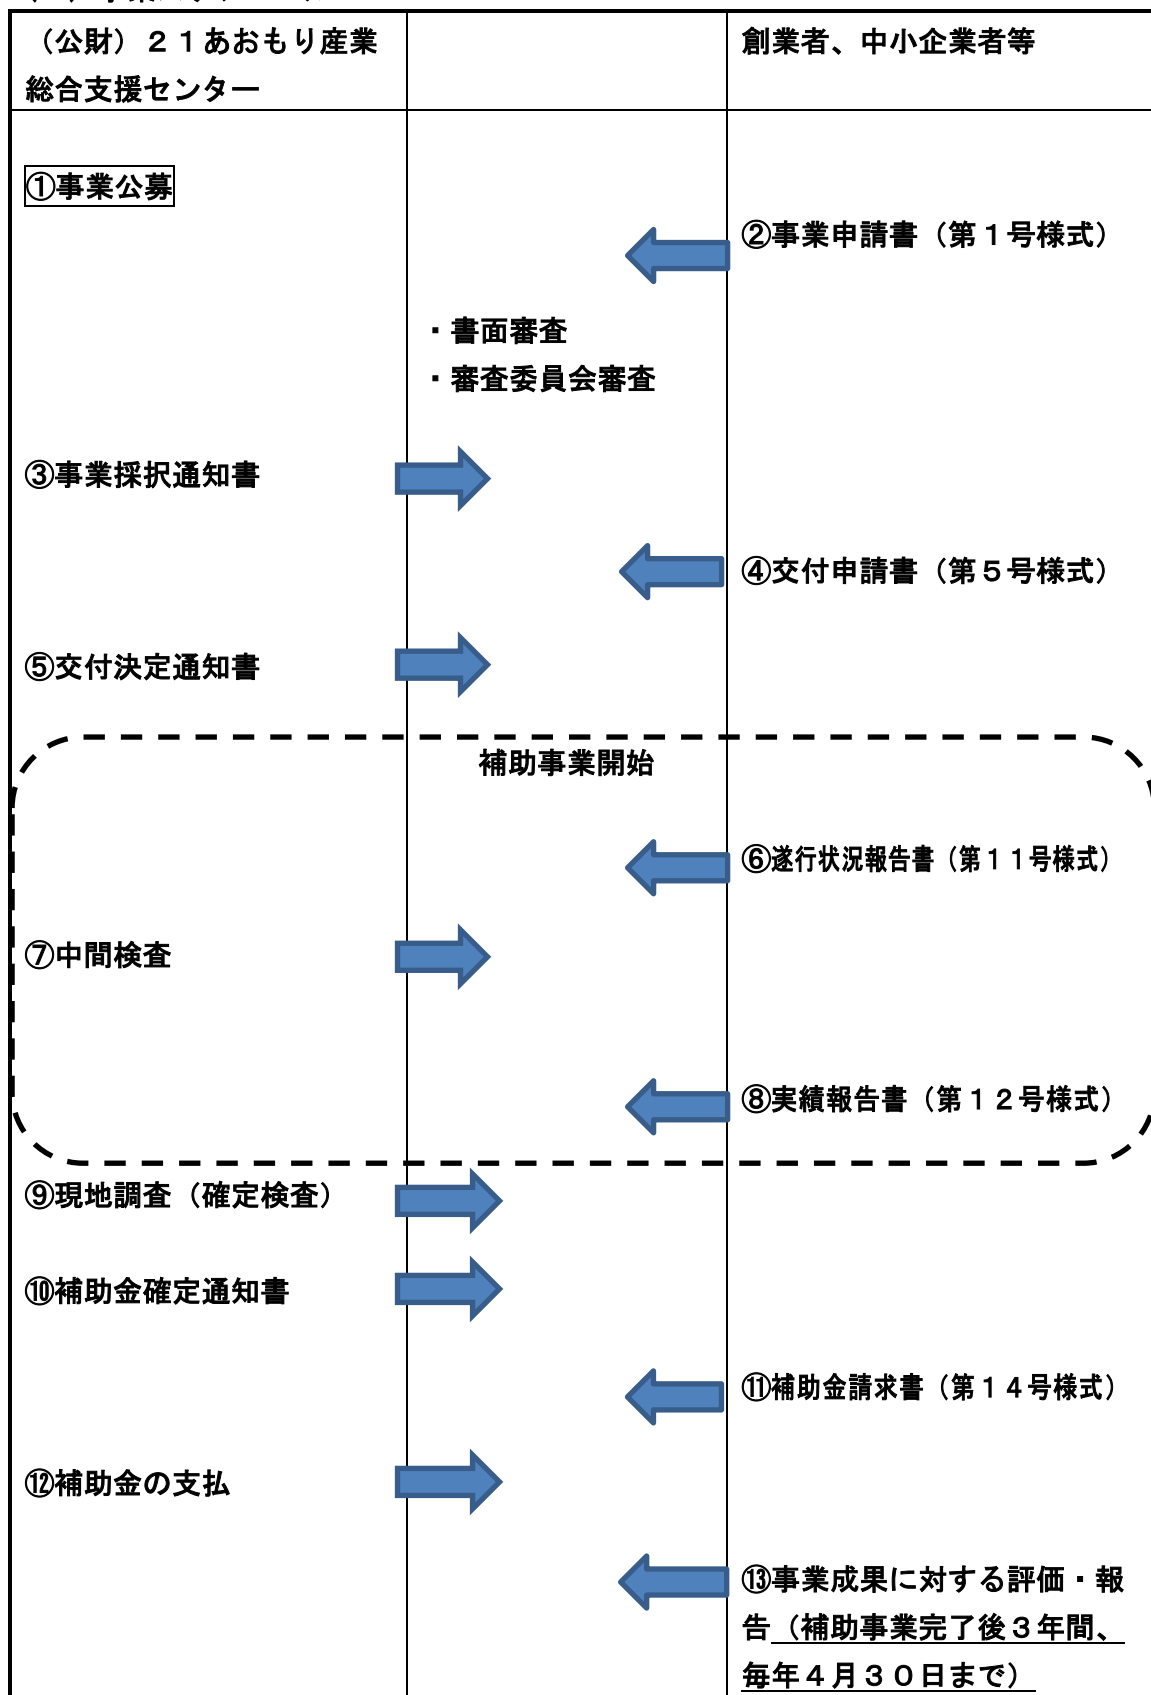 （公財）２１あおもり産業
総合支援センター
創業者、中小企業者等
①事業公募
②事業申請書（第１号様式）
・書面審査
・審査委員会審査
③事業採択通知書
④交付申請書（第５号様式）
⑤交付決定通知書
補助事業開始
⑥遂行状況報告書（第１１号様式）
⑦中間検査
⑧実績報告書（第１２号様式）
⑨現地調査（確定検査）
⑩補助金確定通知書
⑪補助金請求書（第１４号様式）
⑫補助金の支払
⑬事業成果に対する評価・報
告（補助事業完了後３年間、
毎年４月３０日まで）